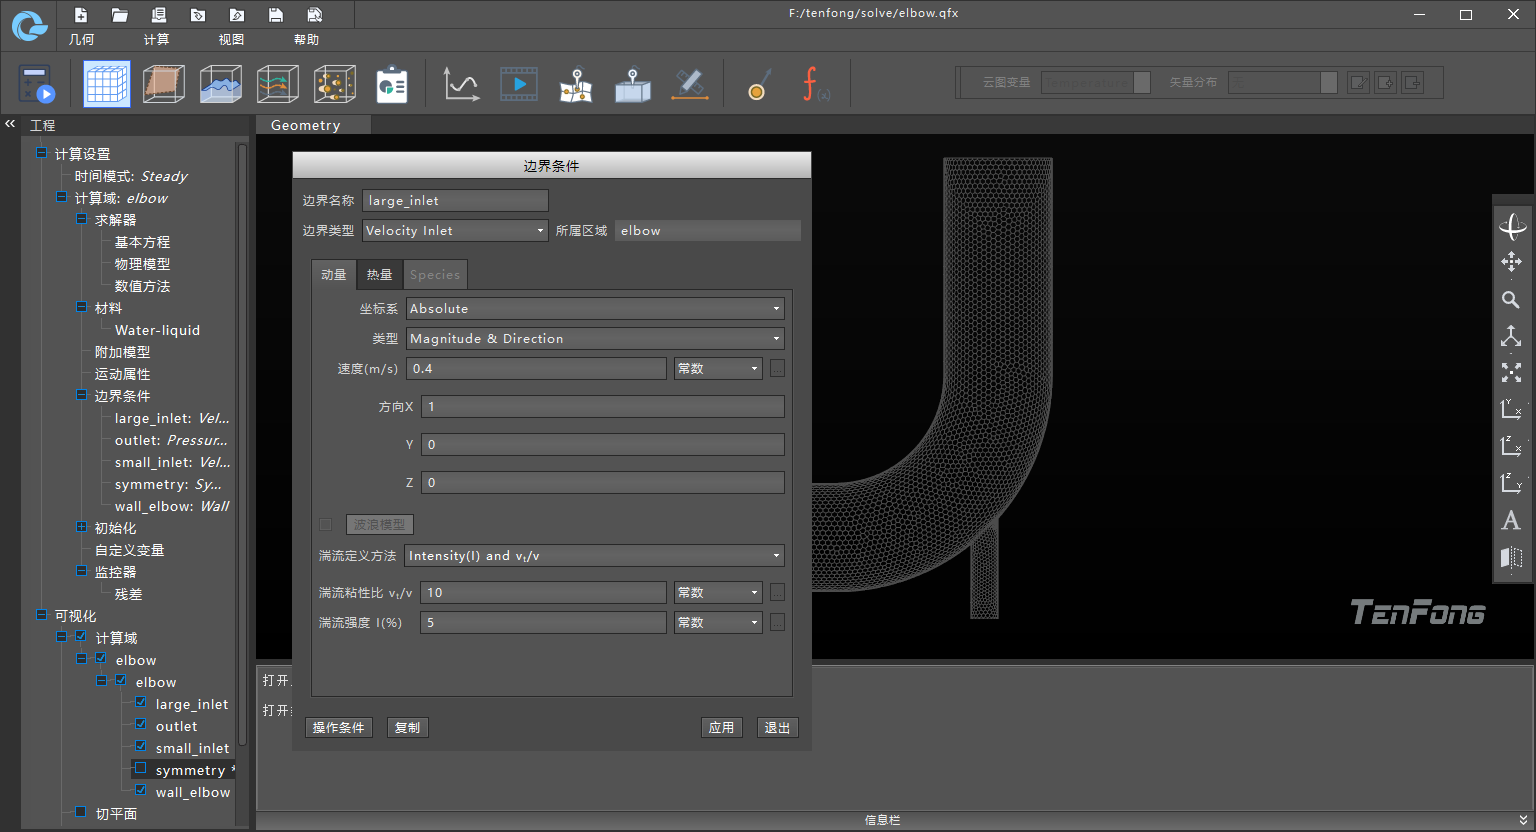 F:/tenfong/solve/elbow.qfx
几何 计算 视图 帮助
云图变量 矢量分布
f(a)
工程
Geometry
计算设置
时间模式: Steady
计算域: elbow
求解器
基本方程
物理模型
数值方法
材料
Water-liquid
附加模型
运动属性
边界条件
large_inlet: Vel...
outlet: Pressur...
small_inlet: Vel...
symmetry: Sy...
wall_elbow: Wall
初始化
自定义变量
监控器
残差
可视化
计算域
elbow
elbow
large_inlet
outlet
small_inlet
symmetry *
wall_elbow
切平面
边界条件
边界名称 large_inlet
边界类型 Velocity Inlet 所属区域 elbow
动量 热量 Species
坐标系 Absolute
类型 Magnitude & Direction
速度(m/s) 0.4 常数 ...
方向X 1
Y 0
Z 0
波浪模型
湍流定义方法 Intensity(I) and vt/v
湍流粘性比 vt/v 10 常数 ...
湍流强度 I(%) 5 常数 ...
操作条件 复制 应用 退出
Y X
Z X
Z Y
A
TENFONG
打开
打开
信息栏